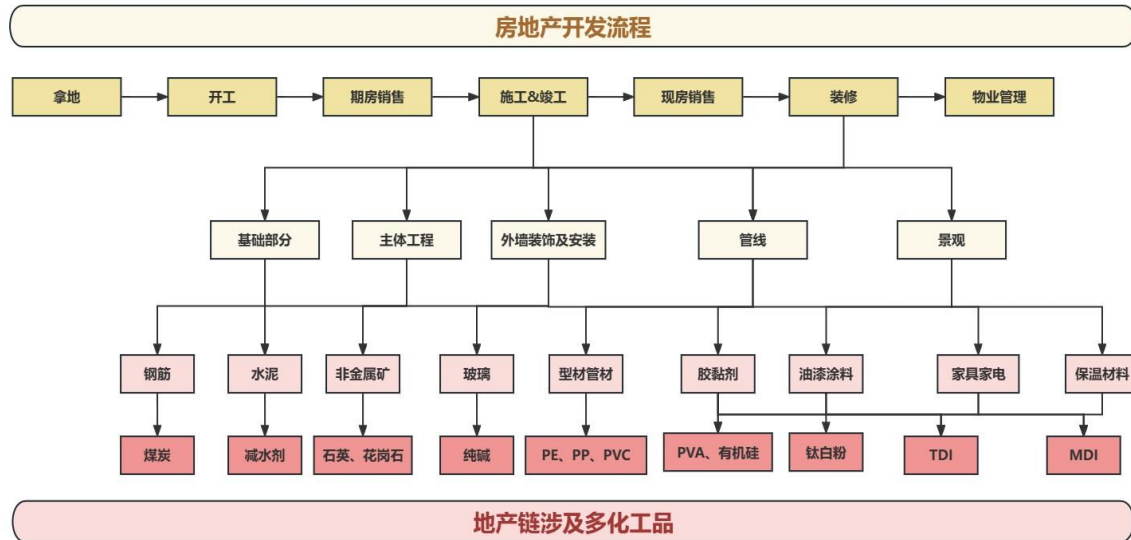 房地产开发流程
拿地
开工
期房销售
施工&竣工
现房销售
装修
物业管理
基础部分
主体工程
外墙装饰及安装
管线
景观
钢筋
水泥
非金属矿
玻璃
型材管材
胶黏剂
油漆涂料
家具家电
保温材料
煤炭
减水剂
石英、花岗石
纯碱
PE、PP、PVC
PVA、有机硅
钛白粉
TDI
MDI
地产链涉及多化工品